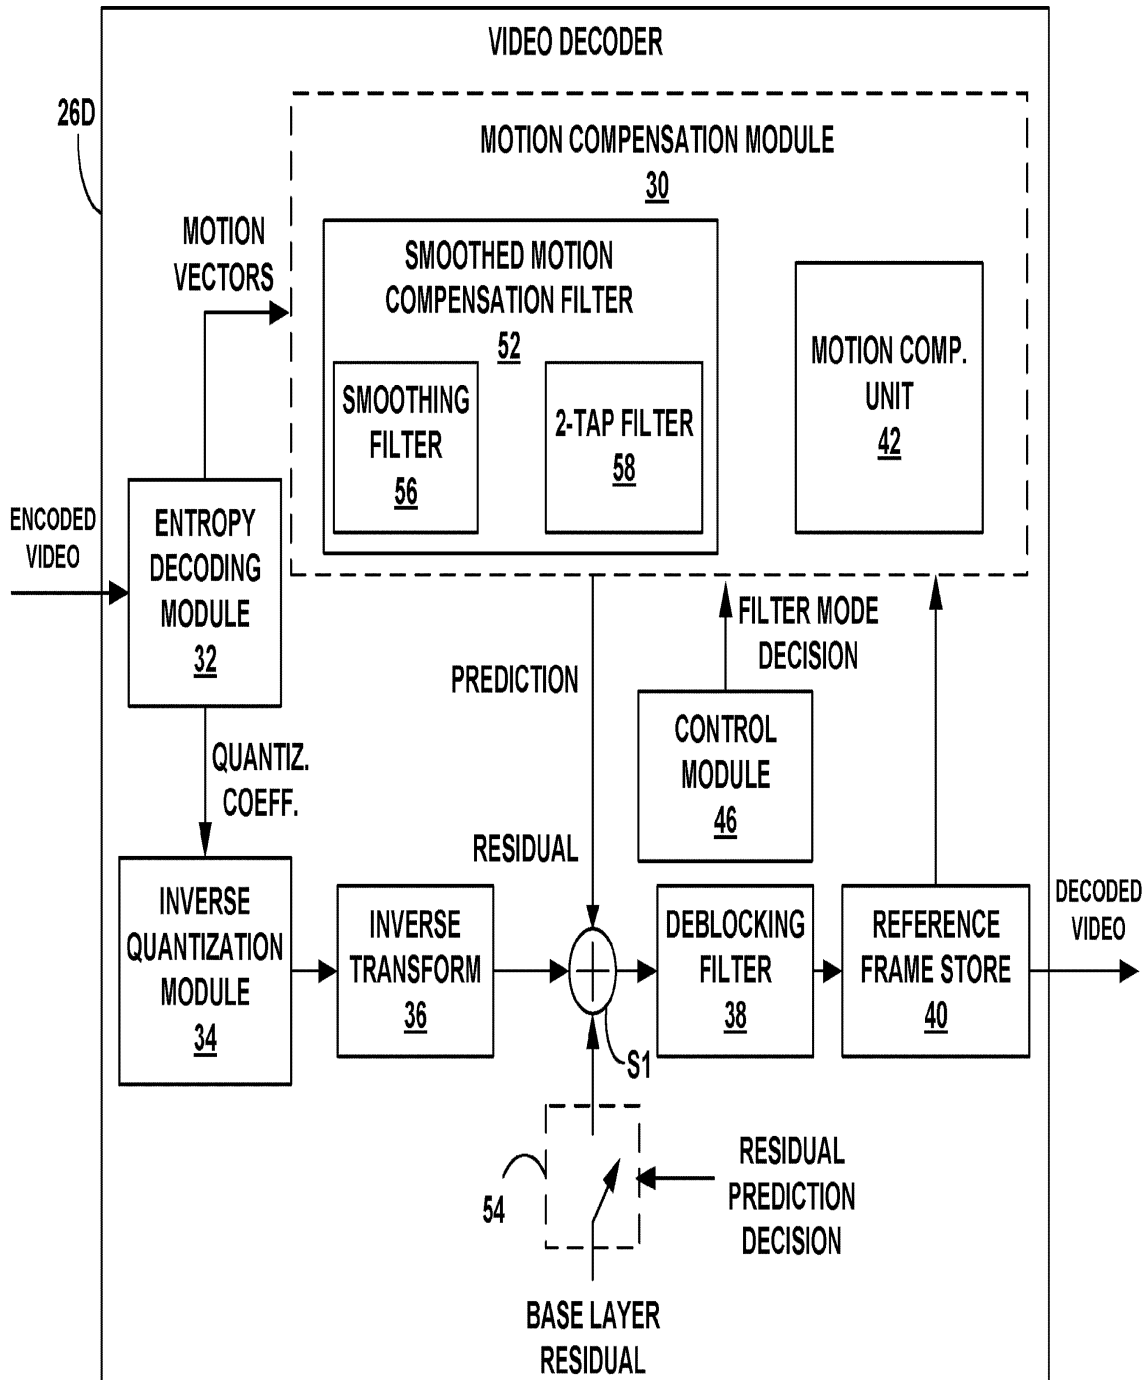 VIDEO DECODER
26D
MOTION COMPENSATION MODULE
30
MOTION
VECTORS
SMOOTHED MOTION
COMPENSATION FILTER
52
SMOOTHING
FILTER
56
2-TAP FILTER
58
MOTION COMP.
UNIT
42
ENCODED
VIDEO
ENTROPY
DECODING
MODULE
32
FILTER MODE
DECISION
PREDICTION
CONTROL
MODULE
46
QUANTIZ.
COEFF.
RESIDUAL
INVERSE
QUANTIZATION
MODULE
34
INVERSE
TRANSFORM
36
DEBLOCKING
FILTER
38
REFERENCE
FRAME STORE
40
DECODED
VIDEO
S1
54
RESIDUAL
PREDICTION
DECISION
BASE LAYER
RESIDUAL